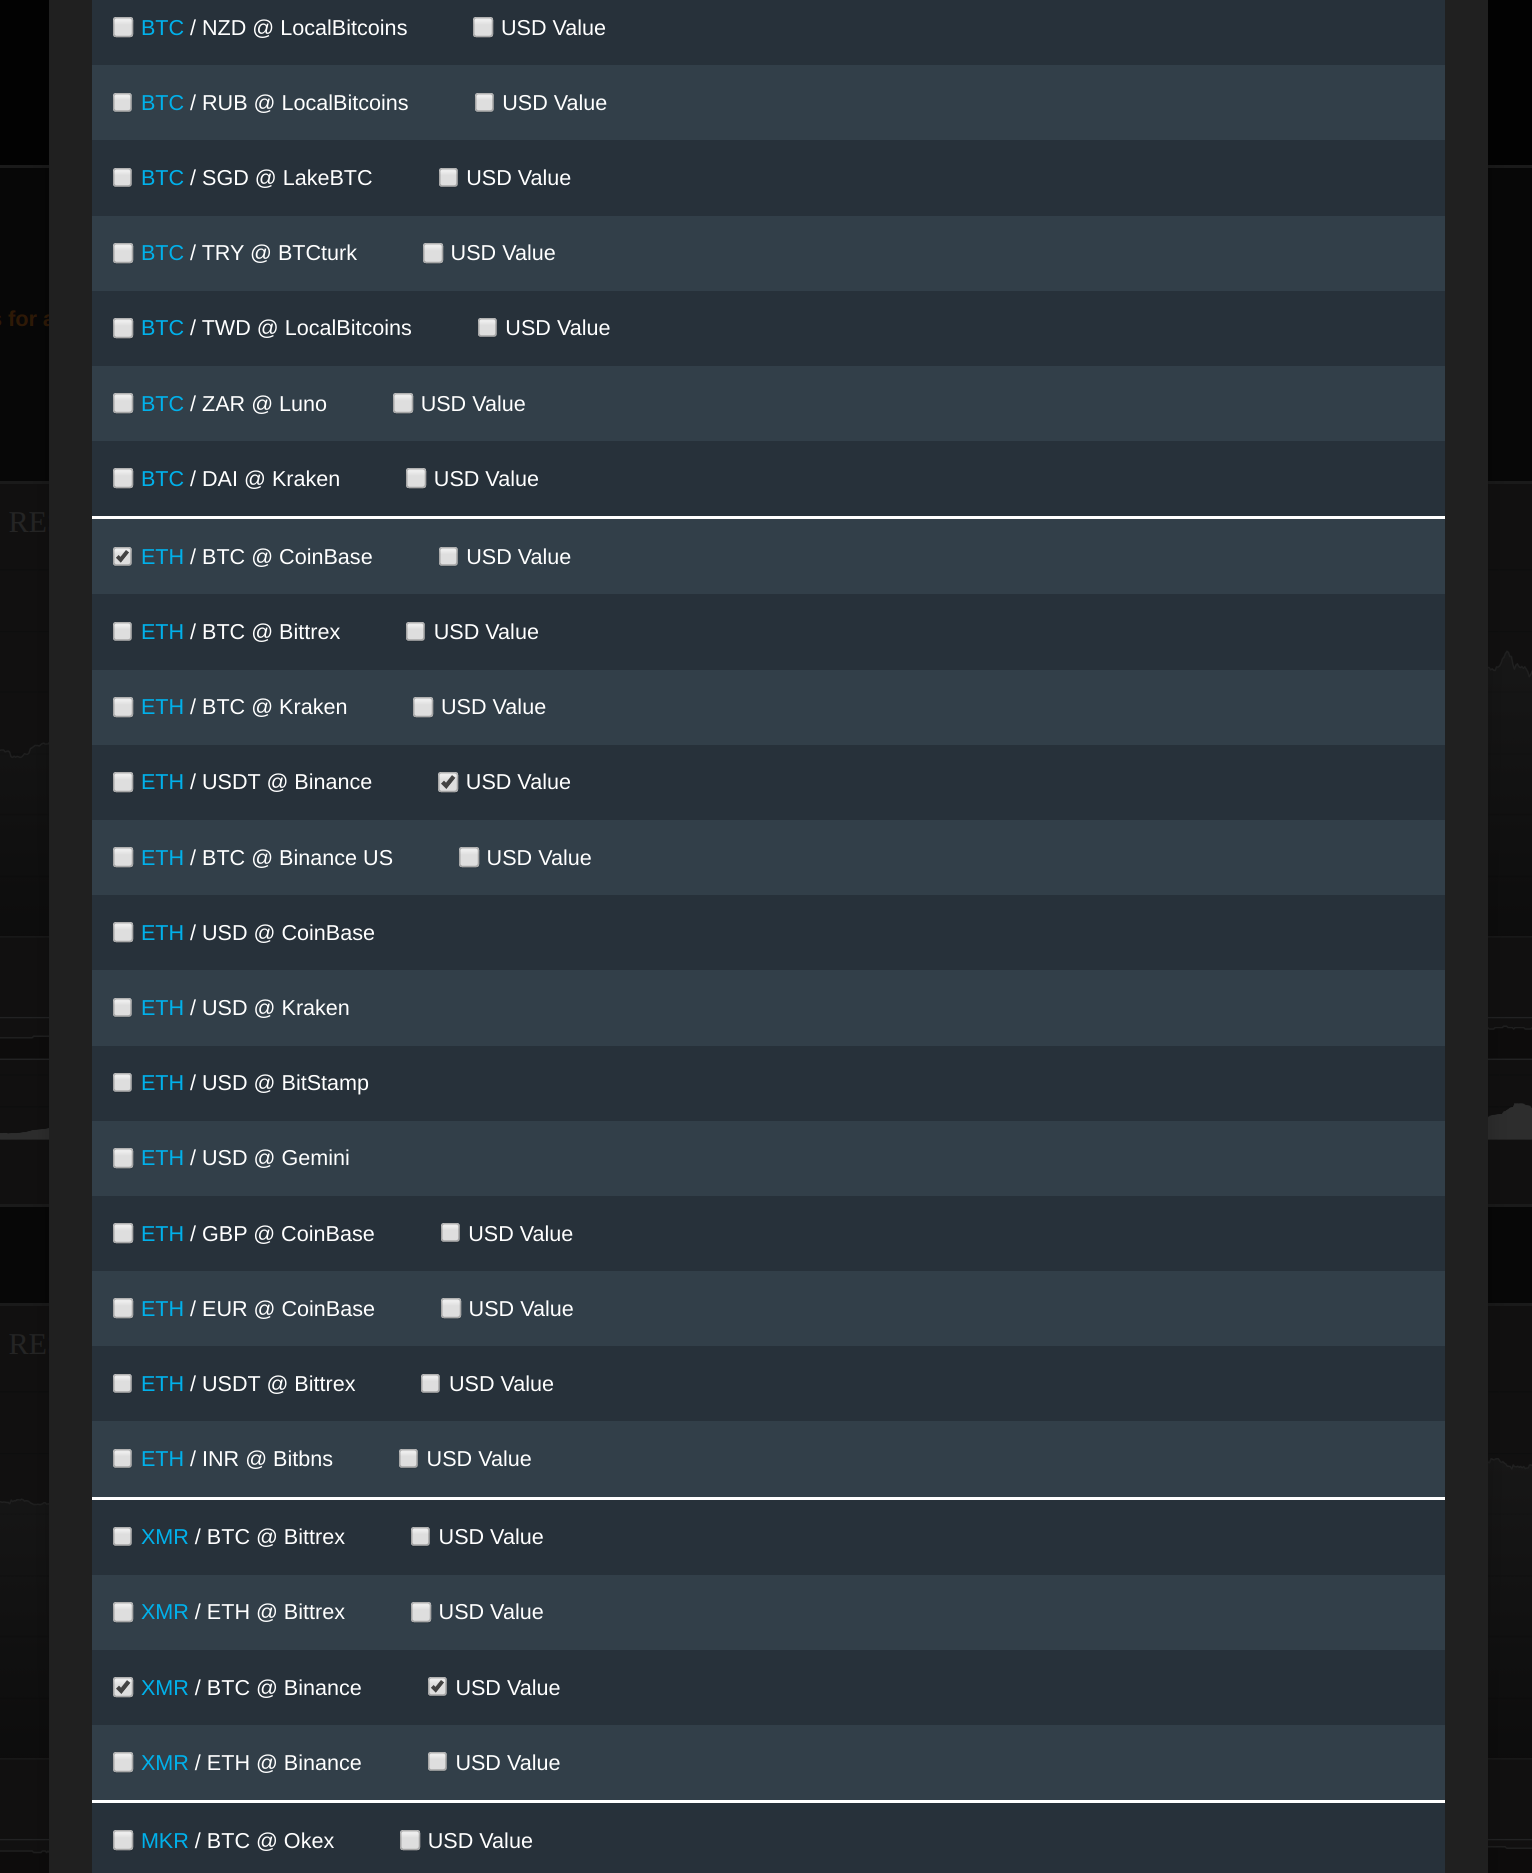 BTC / NZD @ LocalBitcoins USD Value
BTC / RUB @ LocalBitcoins USD Value
BTC / SGD @ LakeBTC USD Value
BTC / TRY @ BTCturk USD Value
s for a
BTC / TWD @ LocalBitcoins USD Value
BTC / ZAR @ Luno USD Value
BTC / DAI @ Kraken USD Value
RE
ETH / BTC @ CoinBase USD Value
ETH / BTC @ Bittrex USD Value
ETH / BTC @ Kraken USD Value
ETH / USDT @ Binance USD Value
ETH / BTC @ Binance US USD Value
ETH / USD @ CoinBase
ETH / USD @ Kraken
ETH / USD @ BitStamp
ETH / USD @ Gemini
ETH / GBP @ CoinBase USD Value
ETH / EUR @ CoinBase USD Value
RE
ETH / USDT @ Bittrex USD Value
ETH / INR @ Bitbns USD Value
XMR / BTC @ Bittrex USD Value
XMR / ETH @ Bittrex USD Value
XMR / BTC @ Binance USD Value
XMR / ETH @ Binance USD Value
MKR / BTC @ Okex USD Value